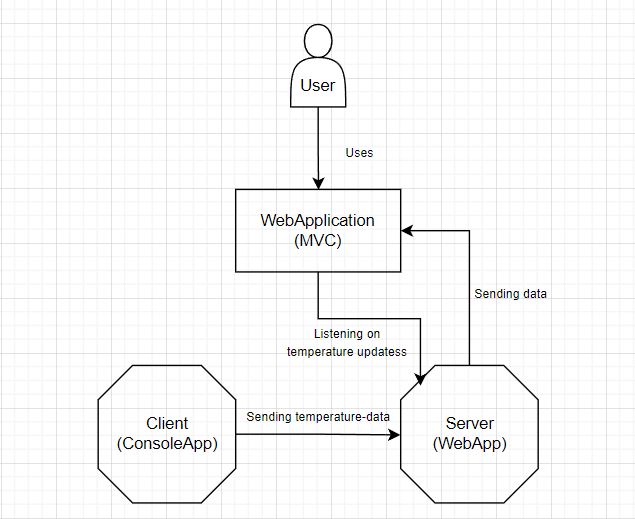 User
Uses
WebApplication
(MVC)
Sending data
Listening on
temperature updatess
Client
(ConsoleApp)
Sending temperature-data
Server
(WebApp)